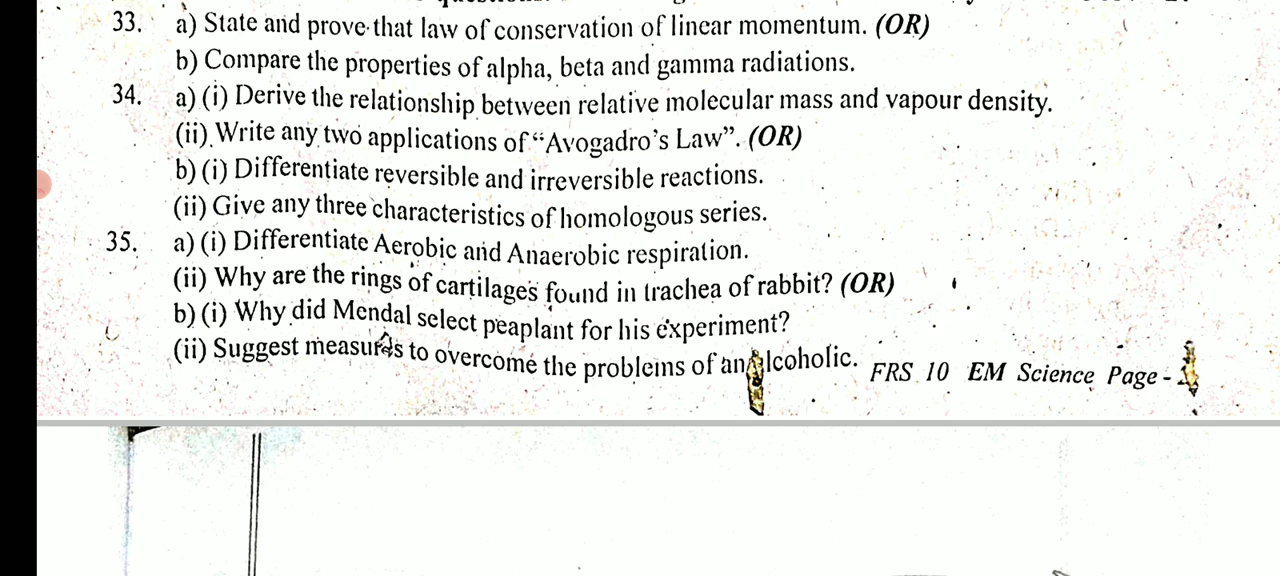 33. a) State and prove that law of conservation of linear momentum. (OR)
b) Compare the properties of alpha, beta and gamma radiations.
34. a) (i) Derive the relationship between relative molecular mass and vapour density.
(ii) Write any two applications of “Avogadro’s Law”. (OR)
b) (i) Differentiate reversible and irreversible reactions.
(ii) Give any three characteristics of homologous series.
35. a) (i) Differentiate Aerobic and Anaerobic respiration.
(ii) Why are the rings of cartilages found in trachea of rabbit? (OR)
b) (i) Why did Mendal select peaplant for his experiment?
(ii) Suggest measures to overcome the problems of an alcoholic.
FRS 10 EM Science Page -